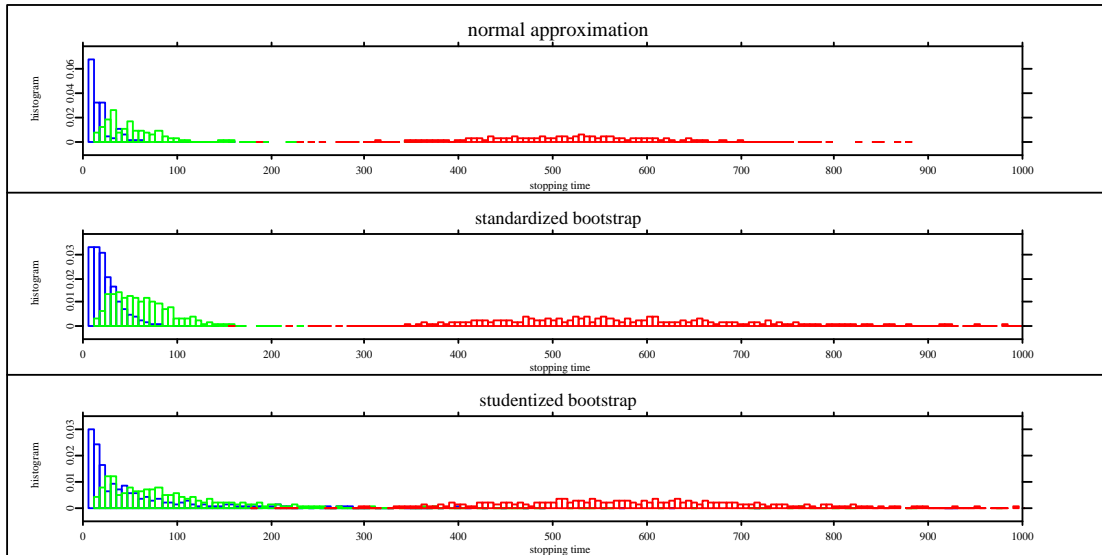 normal approximation
histogram
0 0.02 0.04 0.06
0 100 200 300 400 500 600 700 800 900 1000
stopping time
standardized bootstrap
histogram
0 0.01 0.02 0.03
0 100 200 300 400 500 600 700 800 900 1000
stopping time
studentized bootstrap
histogram
0 0.01 0.02 0.03
0 100 200 300 400 500 600 700 800 900 1000
stopping time